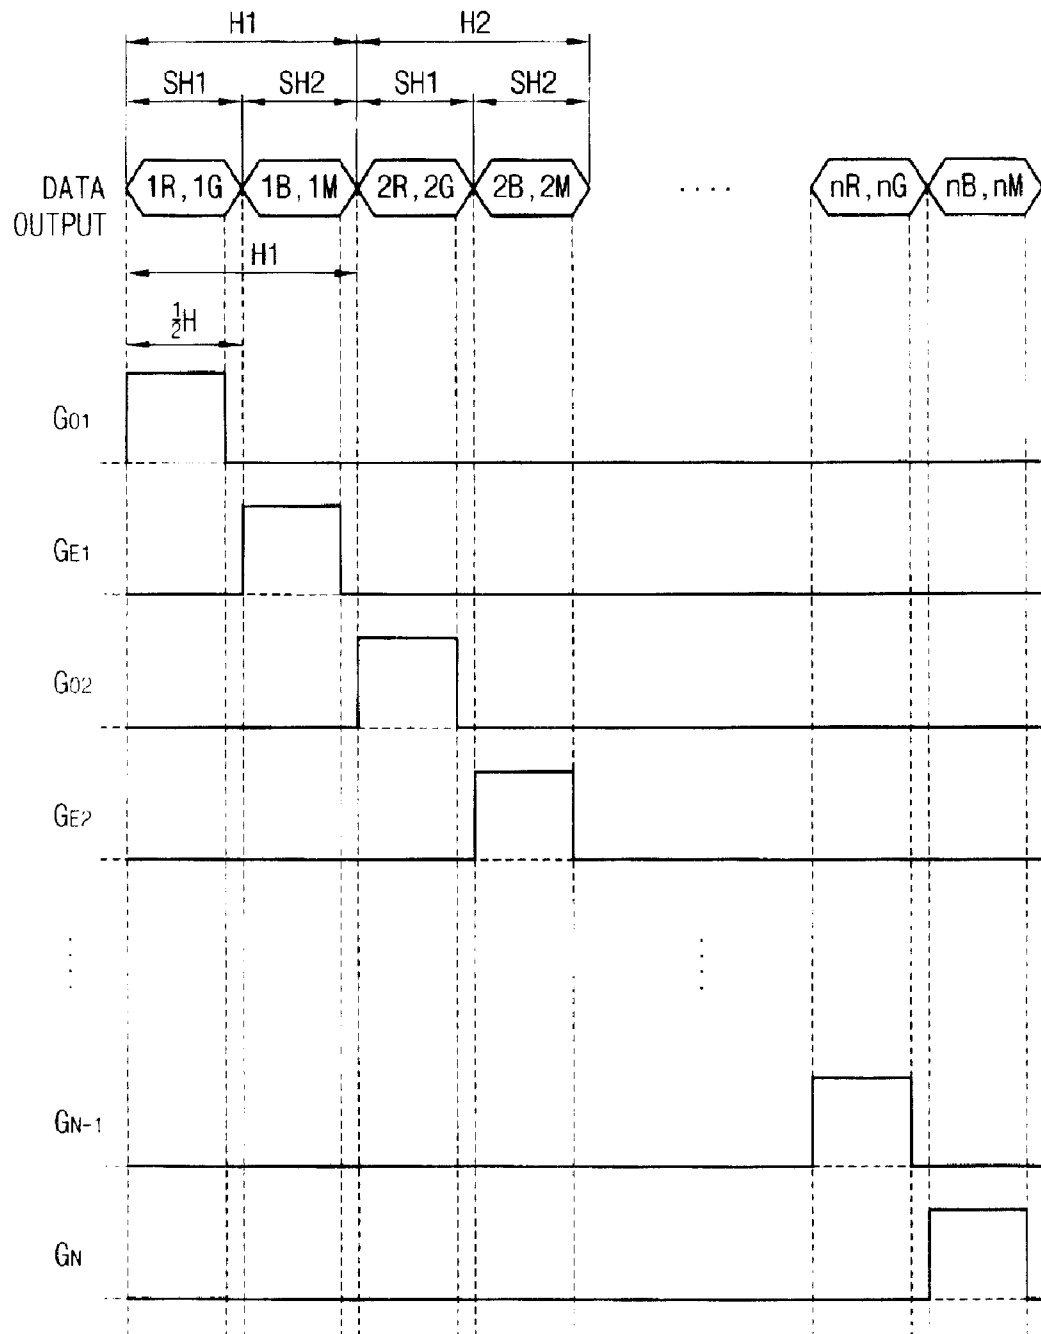 H1 H2
SH1 SH2 SH1 SH2
DATA OUTPUT
1R, 1G 1B, 1M 2R, 2G 2B, 2M .... nR, nG nB, nM
H1
½H
GO1
GE1
GO2
GE2
GN-1
GN